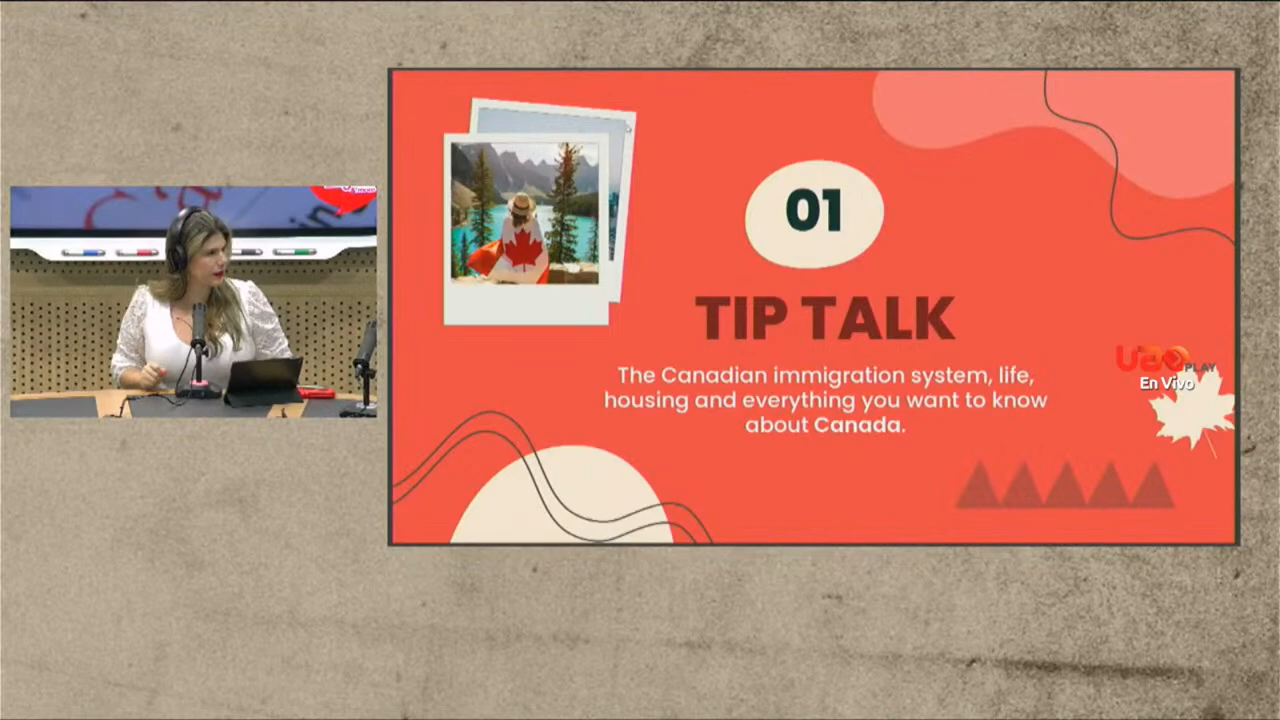 01
TIP TALK
The Canadian immigration system, life,
housing and everything you want to know
about Canada.
PLAY
En Vivo